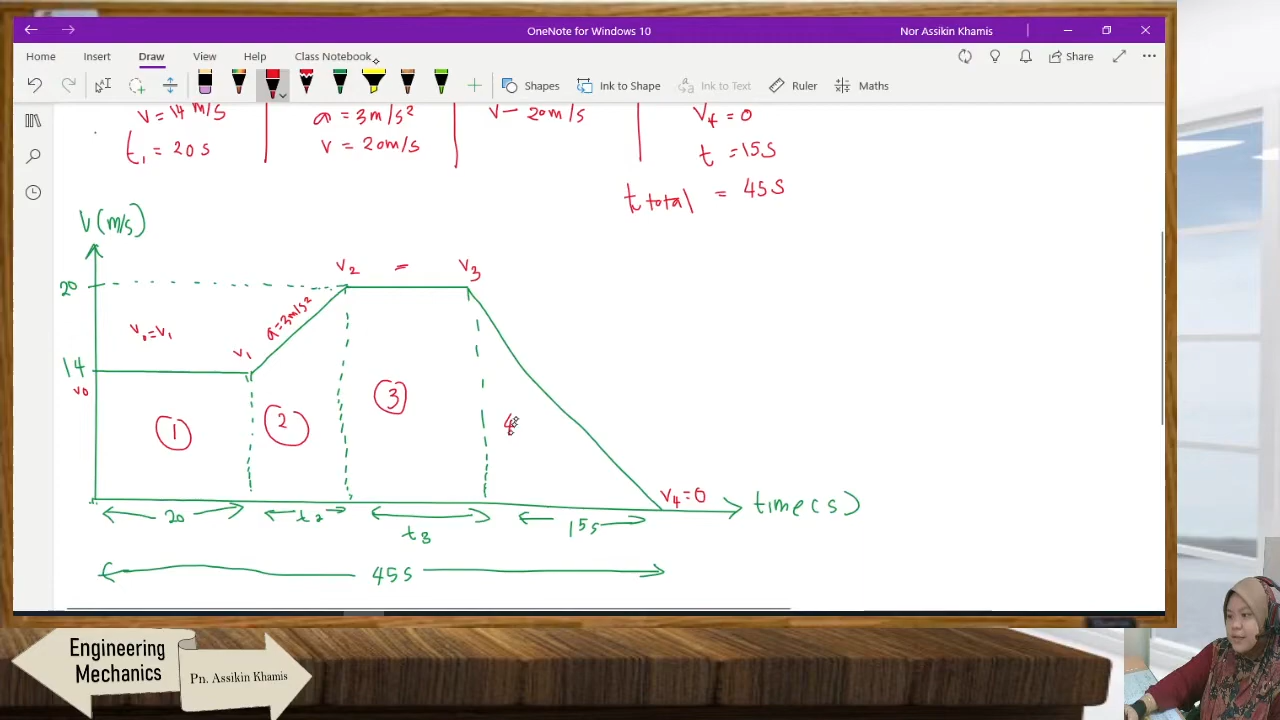 OneNote for Windows 10
Nor Assikin Khamis
Home Insert Draw View Help Class Notebook
Share
Shapes Ink to Shape Ink to Text Ruler Maths
v = 14 m/s
t₁ = 20 s
a = 3 m/s²
v = 20 m/s
v - 20 m/s
V₄ = 0
t = 15 s
t total = 45 s
V (m/s)
V₂ = V₃
20
a = 3 m/s²
V₀ = V₁
V₁
14
V0
1
2
3
4
V₄ = 0
time (s)
20
t₂
t₃
15 s
45 s
Engineering
Mechanics
Pn. Assikin Khamis